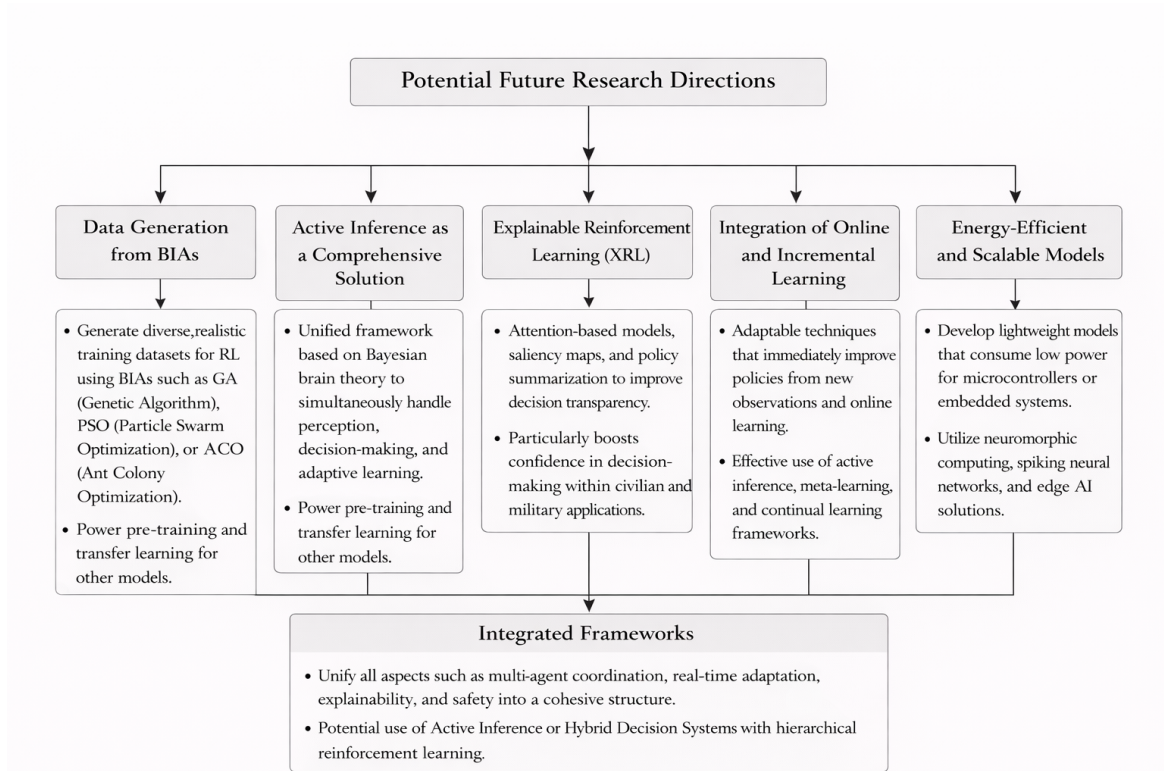 Potential Future Research Directions
Data Generation
from BIAs
• Generate diverse,realistic
training datasets for RL
using BIAs such as GA
(Genetic Algorithm),
PSO (Particle Swarm
Optimization), or ACO
(Ant Colony
Optimization).
• Power pre-training and
transfer learning for
other models.
Active Inference as
a Comprehensive
Solution
• Unified framework
based on Bayesian
brain theory to
simultaneously handle
perception,
decision-making, and
adaptive learning.
• Power pre-training and
transfer learning for
other models.
Explainable Reinforcement
Learning (XRL)
• Attention-based models,
saliency maps, and policy
summarization to improve
decision transparency.
• Particularly boosts
confidence in decision-
making within civilian and
military applications.
Integration of Online
and Incremental
Learning
• Adaptable techniques
that immediately improve
policies from new
observations and online
learning.
• Effective use of active
inference, meta-learning,
and continual learning
frameworks.
Energy-Efficient
and Scalable Models
• Develop lightweight models
that consume low power
for microcontrollers or
embedded systems.
• Utilize neuromorphic
computing, spiking neural
networks, and edge AI
solutions.
Integrated Frameworks
• Unify all aspects such as multi-agent coordination, real-time adaptation,
explainability, and safety into a cohesive structure.
• Potential use of Active Inference or Hybrid Decision Systems with hierarchical
reinforcement learning.